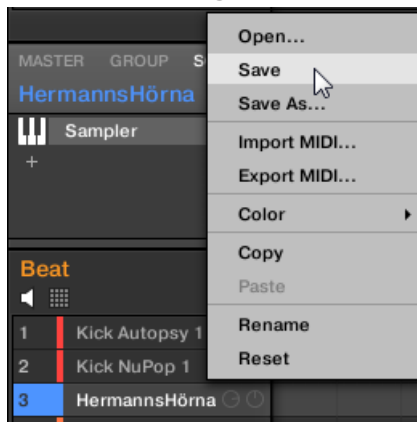 MASTER GROUP S
HermannsHörna
Sampler
+
Beat
1 Kick Autopsy 1
2 Kick NuPop 1
3 HermannsHörna
Open...
Save
Save As...
Import MIDI...
Export MIDI...
Color
Copy
Paste
Rename
Reset